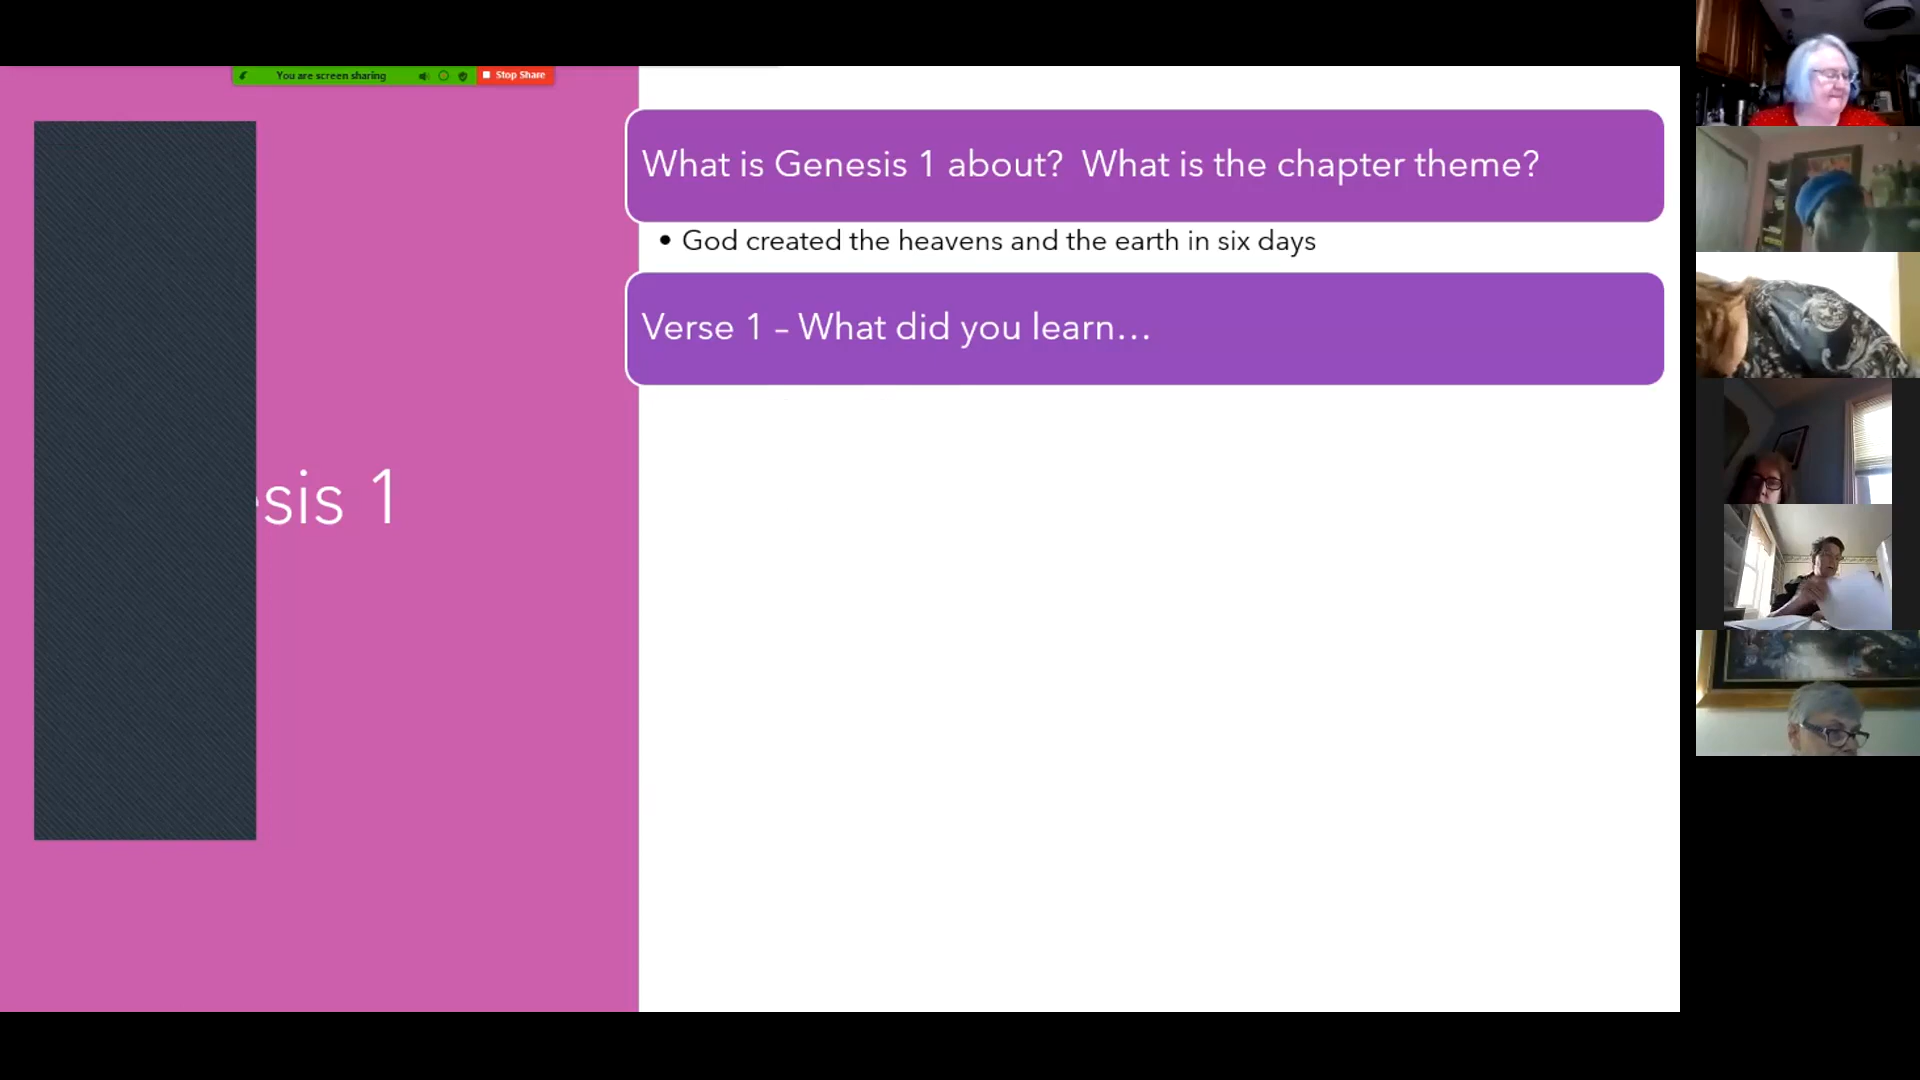 You are screen sharing Stop Share
What is Genesis 1 about? What is the chapter theme?
• God created the heavens and the earth in six days
Verse 1 – What did you learn…
esis 1